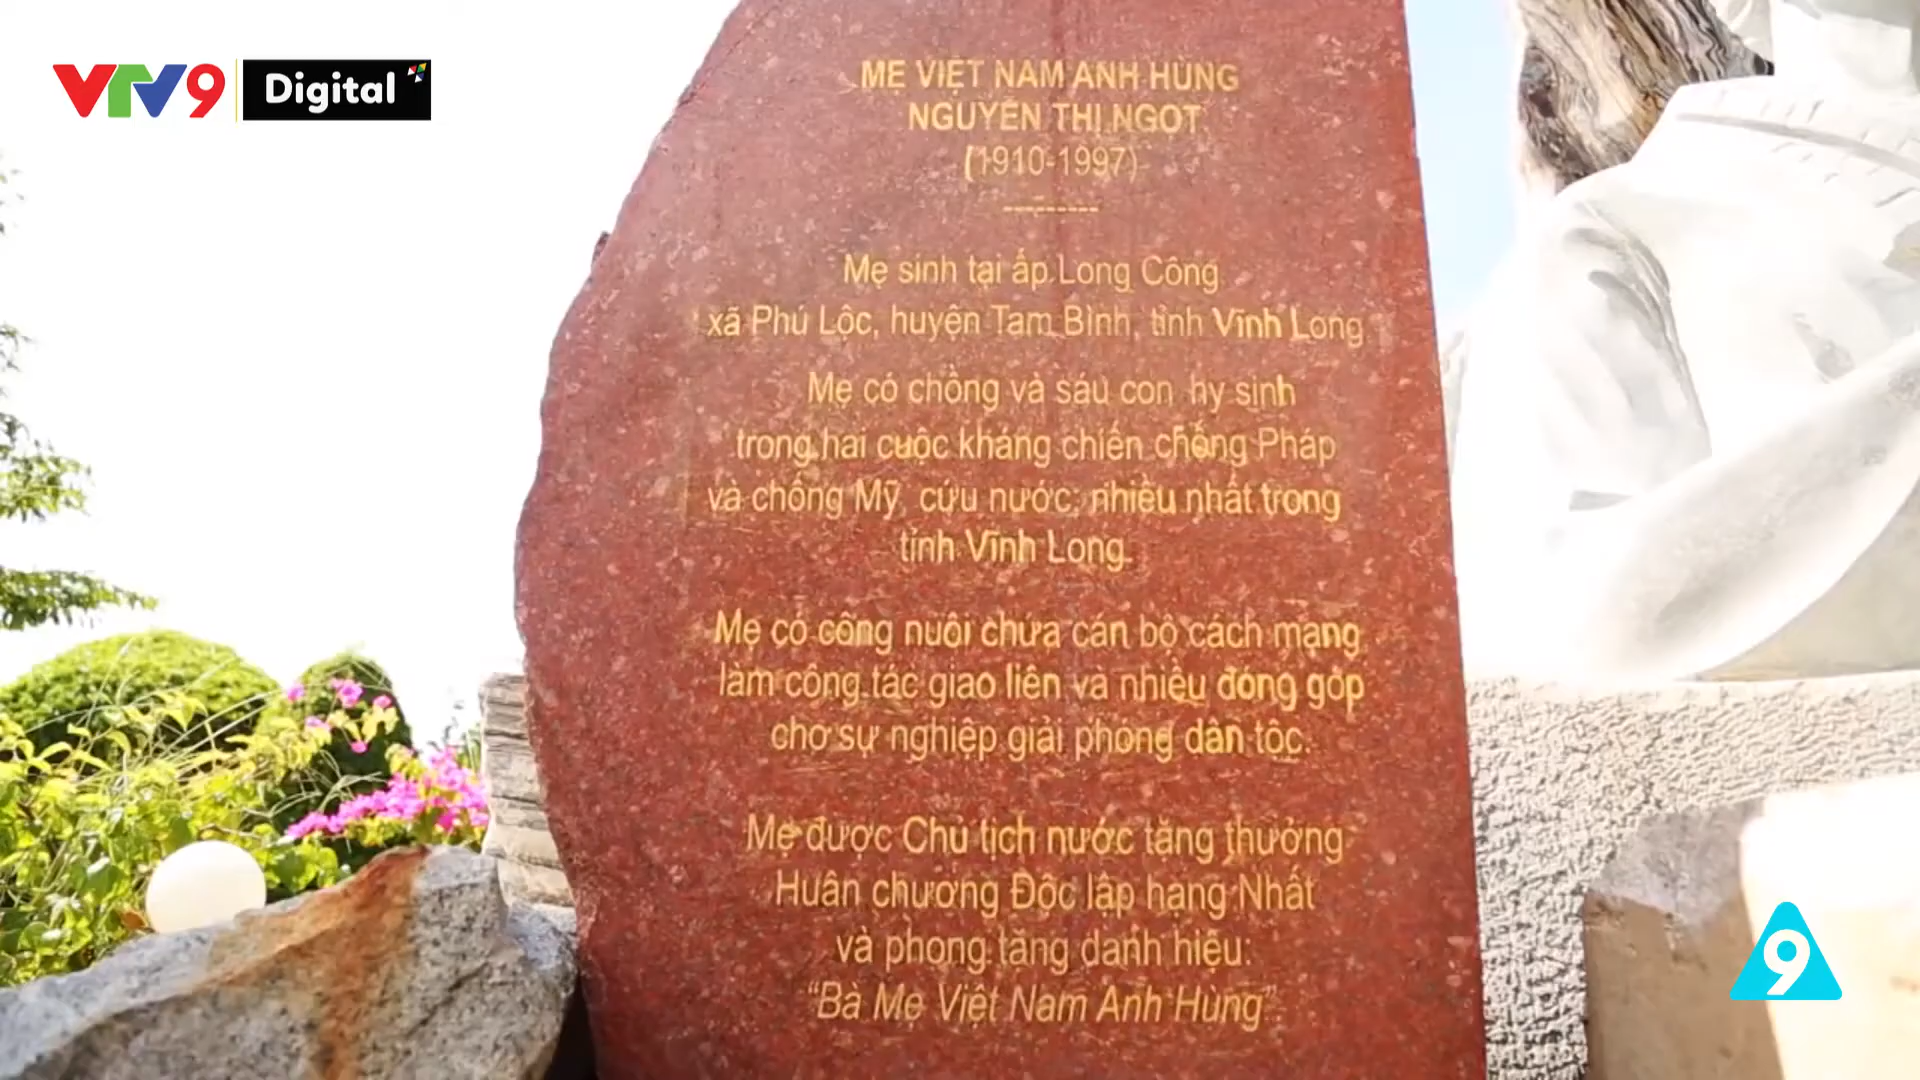 VTV9 Digital
MẸ VIỆT NAM ANH HÙNG
NGUYỄN THỊ NGỌT
(1910-1997)
---------
Mẹ sinh tại ấp Long Công
xã Phú Lộc, huyện Tam Bình, tỉnh Vĩnh Long
Mẹ có chồng và sáu con hy sinh
trong hai cuộc kháng chiến chống Pháp
và chống Mỹ, cứu nước; nhiều nhất trong
tỉnh Vĩnh Long.
Mẹ có công nuôi chứa cán bộ cách mạng
làm công tác giao liên và nhiều đóng góp
cho sự nghiệp giải phóng dân tộc.
Mẹ được Chủ tịch nước tặng thưởng
Huân chương Độc lập hạng Nhất
và phong tặng danh hiệu:
“Bà Mẹ Việt Nam Anh Hùng”.
9